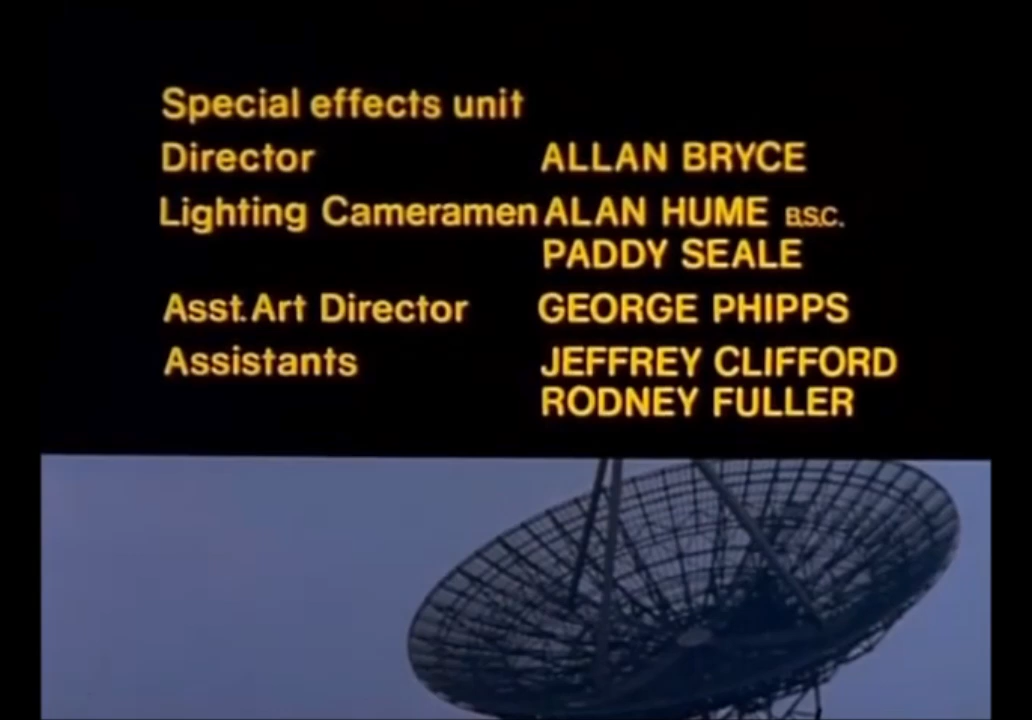 Special effects unit
Director ALLAN BRYCE
Lighting Cameramen ALAN HUME B.S.C.
PADDY SEALE
Asst. Art Director GEORGE PHIPPS
Assistants JEFFREY CLIFFORD
RODNEY FULLER